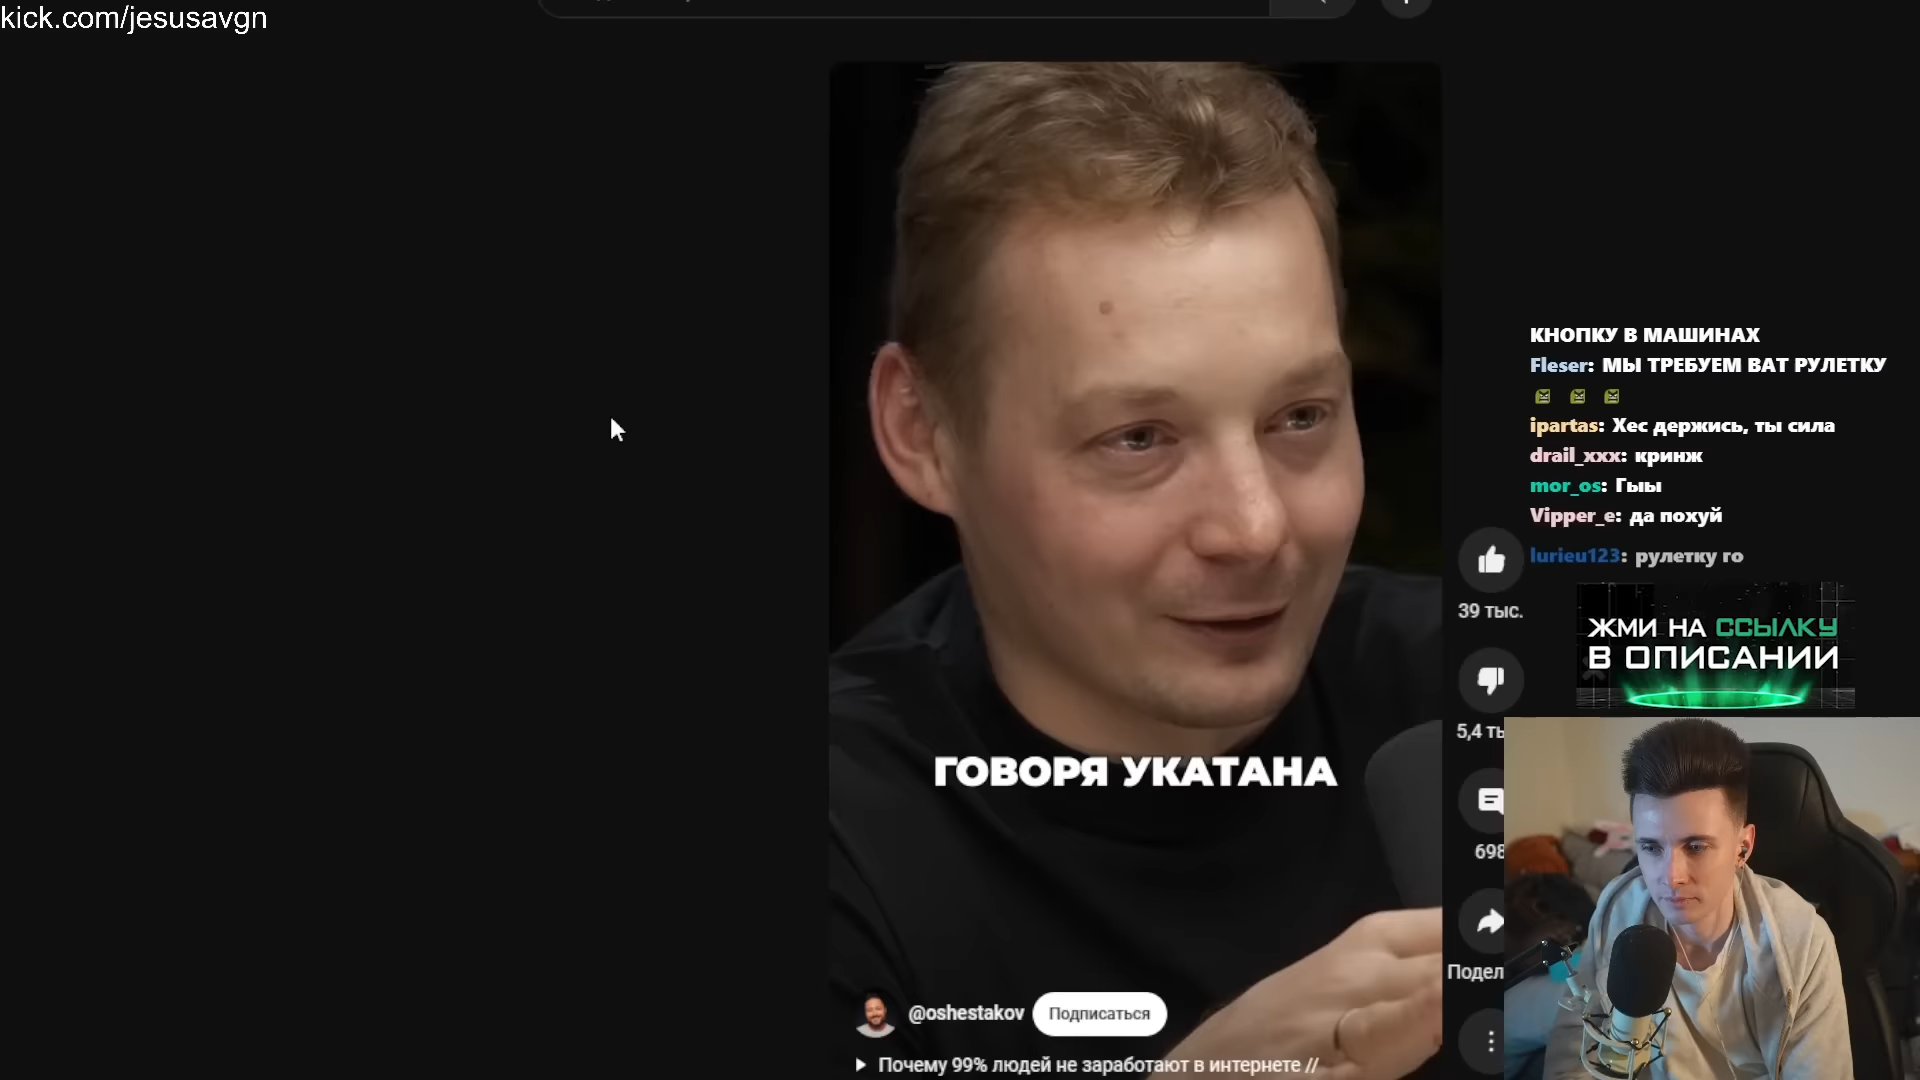 kick.com/jesusavgn
КНОПКУ В МАШИНАХ
Fleser: МЫ ТРЕБУЕМ ВАТ РУЛЕТКУ
ipartas: Хес держись, ты сила
drail_xxx: кринж
mor_os: Гыы
Vipper_e: да похуй
lurieu123: рулетку го
39 тыс.
ЖМИ НА ССЫЛКУ
В ОПИСАНИИ
5,4 ты
ГОВОРЯ УКАТАНА
698
Подел
@oshestakov
Подписаться
Почему 99% людей не заработают в интернете //